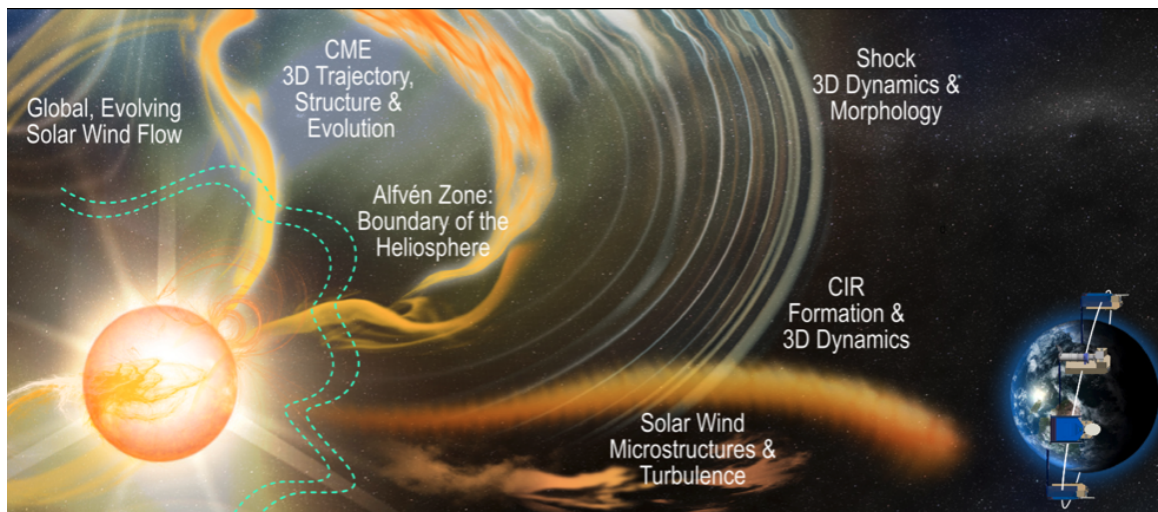 Global, Evolving
Solar Wind Flow
CME
3D Trajectory,
Structure &
Evolution
Alfvén Zone:
Boundary of the
Heliosphere
Shock
3D Dynamics &
Morphology
CIR
Formation &
3D Dynamics
Solar Wind
Microstructures &
Turbulence